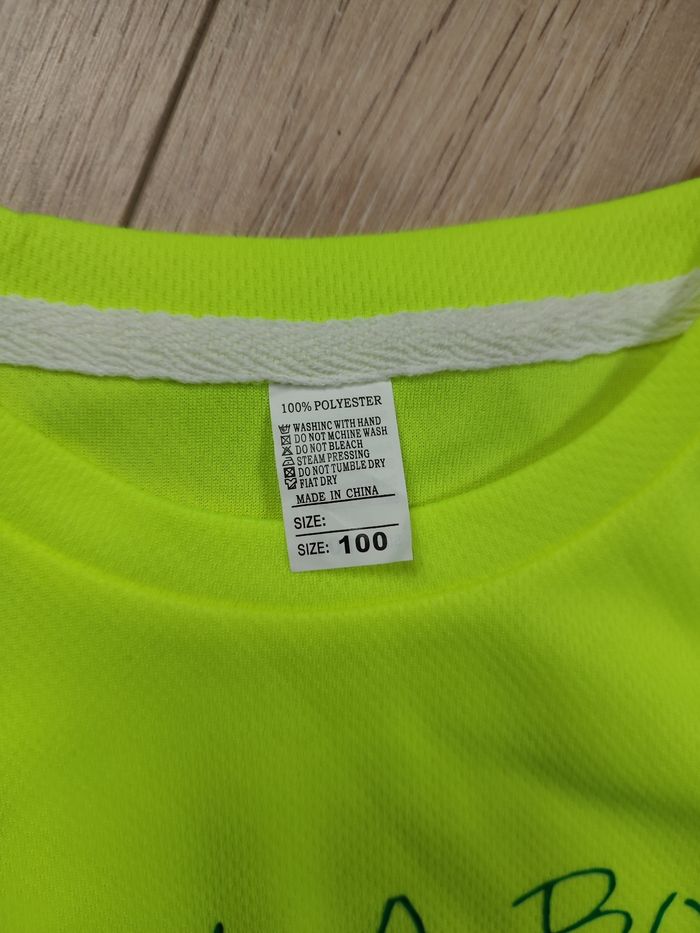 100% POLYESTER
WASHINC WITH HAND
DO NOT MCHINE WASH
DO NOT BLEACH
STEAM PRESSING
DO NOT TUMBLE DRY
FIAT DRY
MADE IN CHINA
SIZE:
SIZE: 100